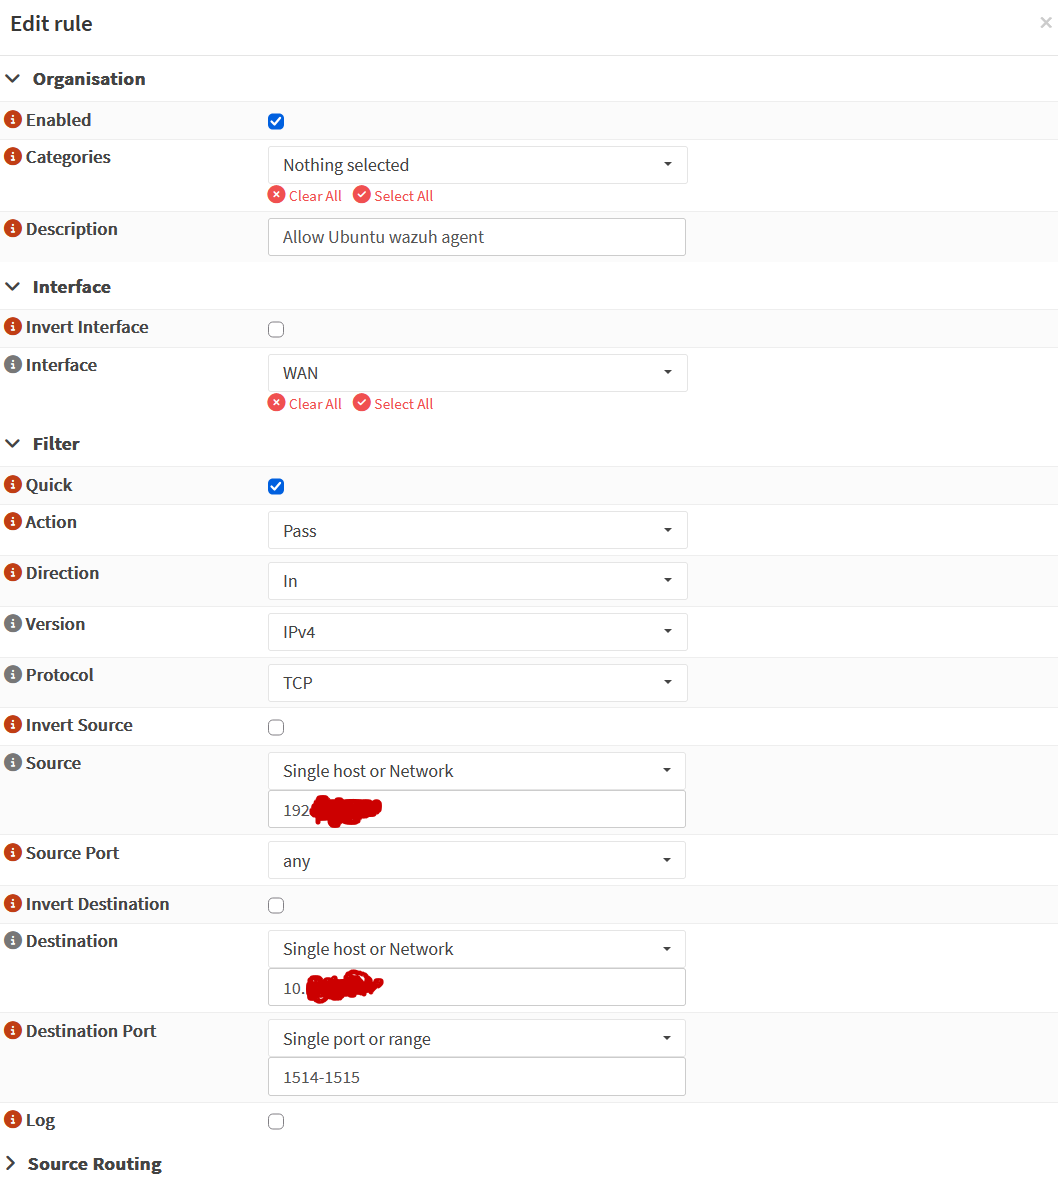 Edit rule ×
Organisation
Enabled
Categories Nothing selected
Clear All Select All
Description Allow Ubuntu wazuh agent
Interface
Invert Interface
Interface WAN
Clear All Select All
Filter
Quick
Action Pass
Direction In
Version IPv4
Protocol TCP
Invert Source
Source Single host or Network
192
Source Port any
Invert Destination
Destination Single host or Network
10.
Destination Port Single port or range
1514-1515
Log
Source Routing